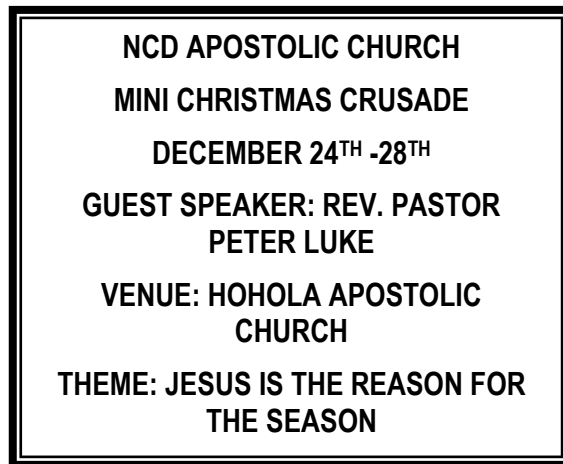 NCD APOSTOLIC CHURCH
MINI CHRISTMAS CRUSADE
DECEMBER 24TH -28TH
GUEST SPEAKER: REV. PASTOR
PETER LUKE
VENUE: HOHOLA APOSTOLIC
CHURCH
THEME: JESUS IS THE REASON FOR
THE SEASON